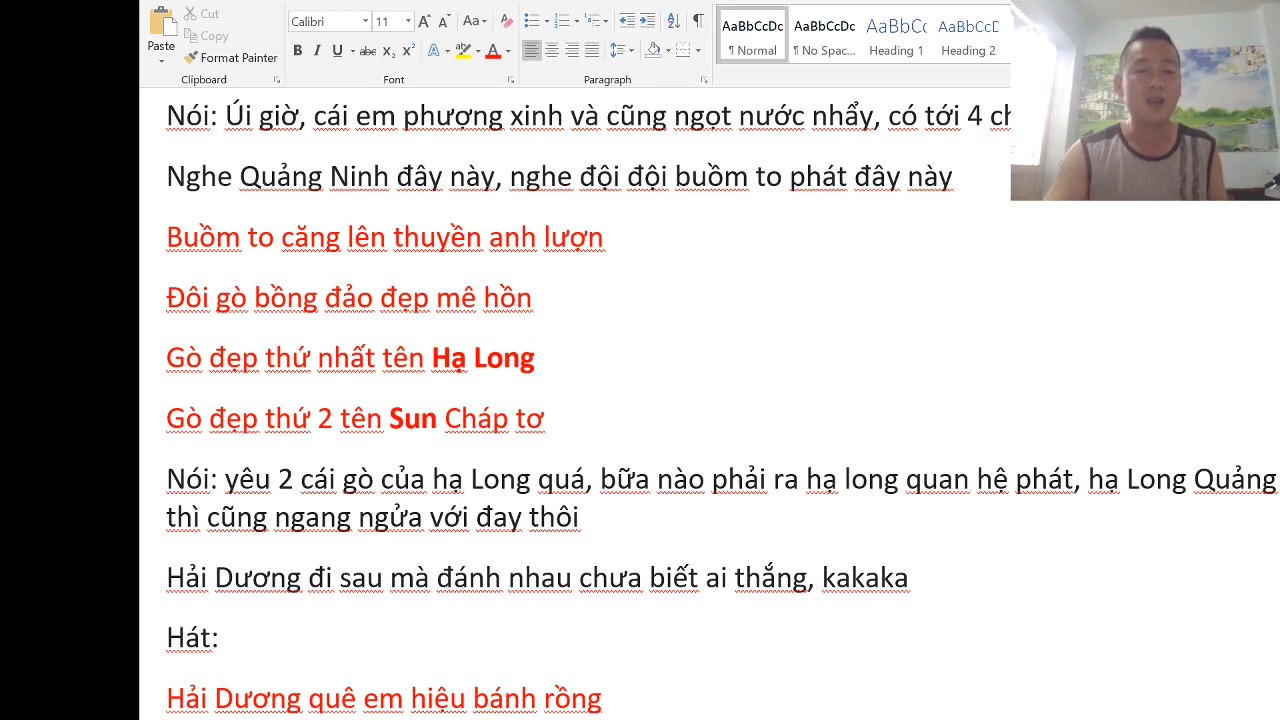 Cut
Copy
Paste
Format Painter
Clipboard
Calibri
11
Font
Paragraph
AaBbCcDc
¶ Normal
AaBbCcDc
¶ No Spac...
AaBbCc
Heading 1
AaBbCcD
Heading 2
Nói: Úi giờ, cái em phượng xinh và cũng ngọt nước nhẩy, có tới 4
Nghe Quảng Ninh đây này, nghe đội đội buồm to phát đây này
Buồm to căng lên thuyền anh lượn
Đôi gò bồng đảo đẹp mê hồn
Gò đẹp thứ nhất tên Hạ Long
Gò đẹp thứ 2 tên Sun Cháp tơ
Nói: yêu 2 cái gò của hạ Long quá, bữa nào phải ra hạ long quan hệ phát, hạ Long Quảng
thì cũng ngang ngửa với đay thôi
Hải Dương đi sau mà đánh nhau chưa biết ai thắng, kakaka
Hát:
Hải Dương quê em hiệu bánh rồng